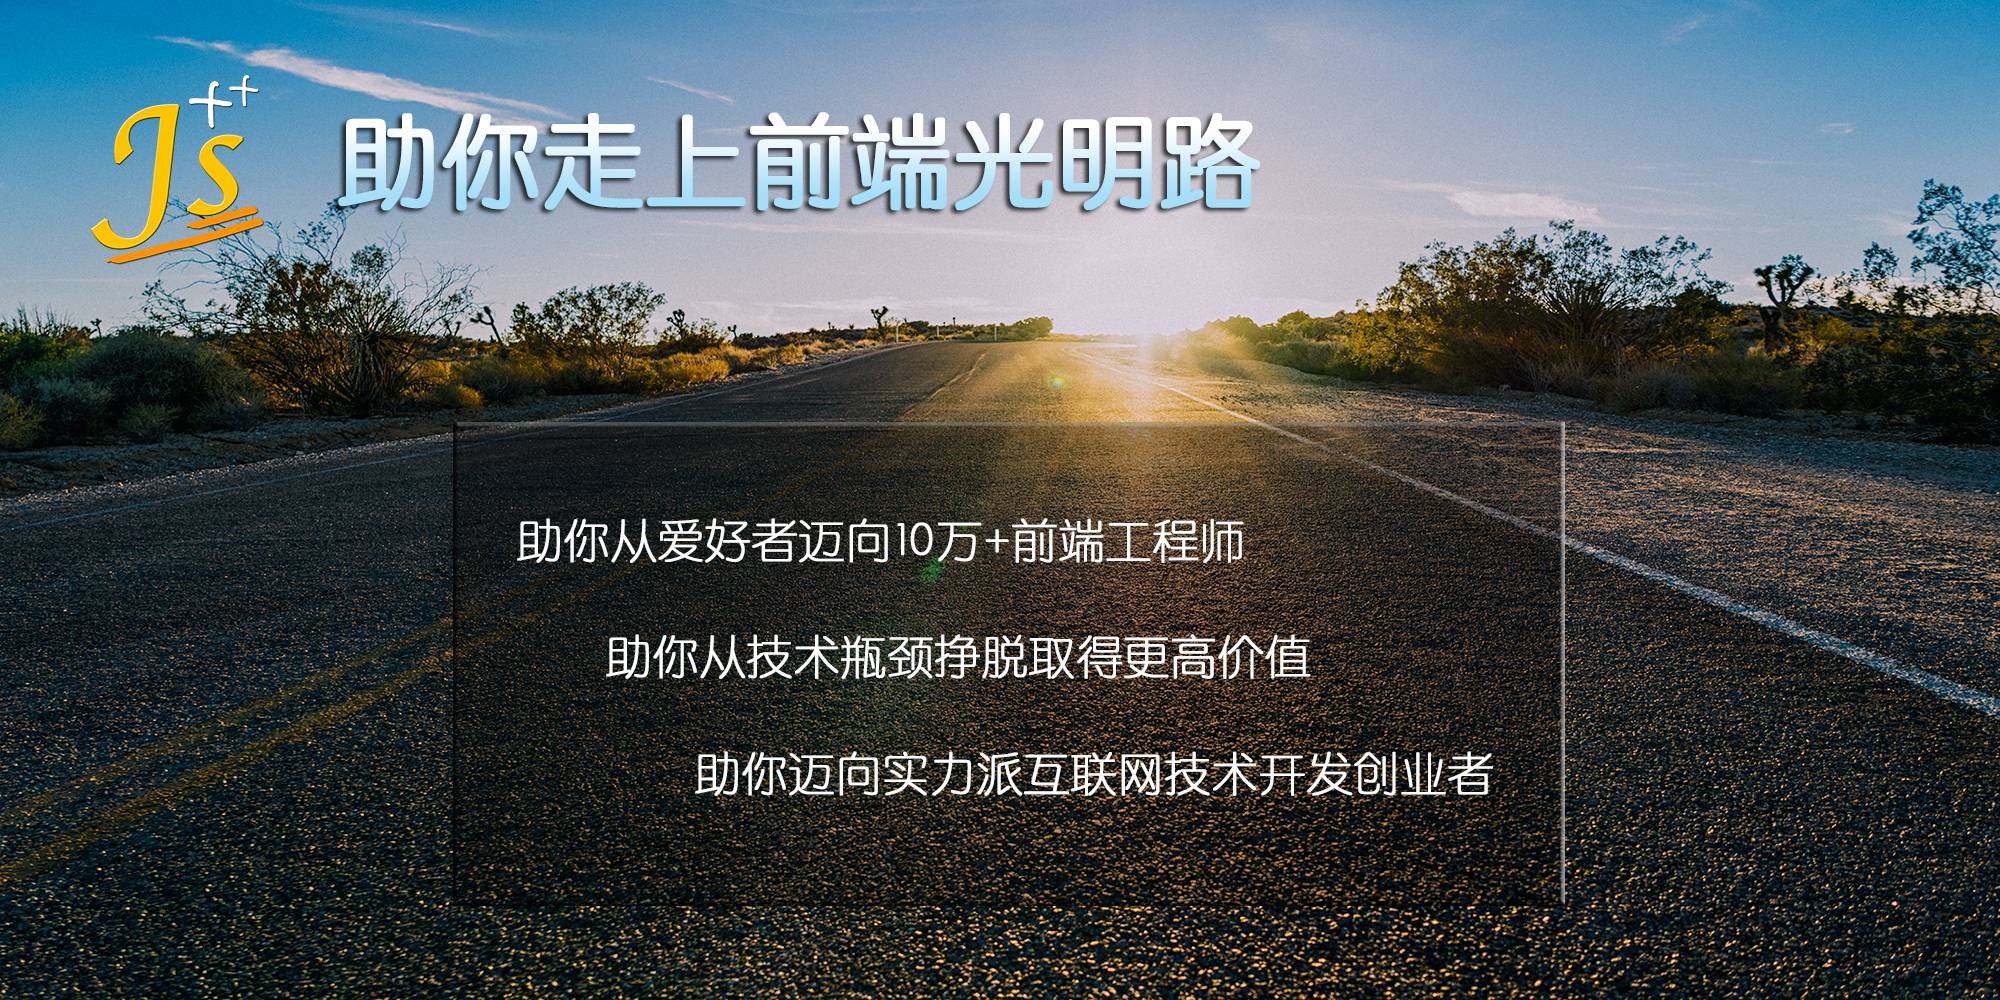 Js++
助你走上前端光明路
助你从爱好者迈向10万+前端工程师
助你从技术瓶颈挣脱取得更高价值
助你迈向实力派互联网技术开发创业者